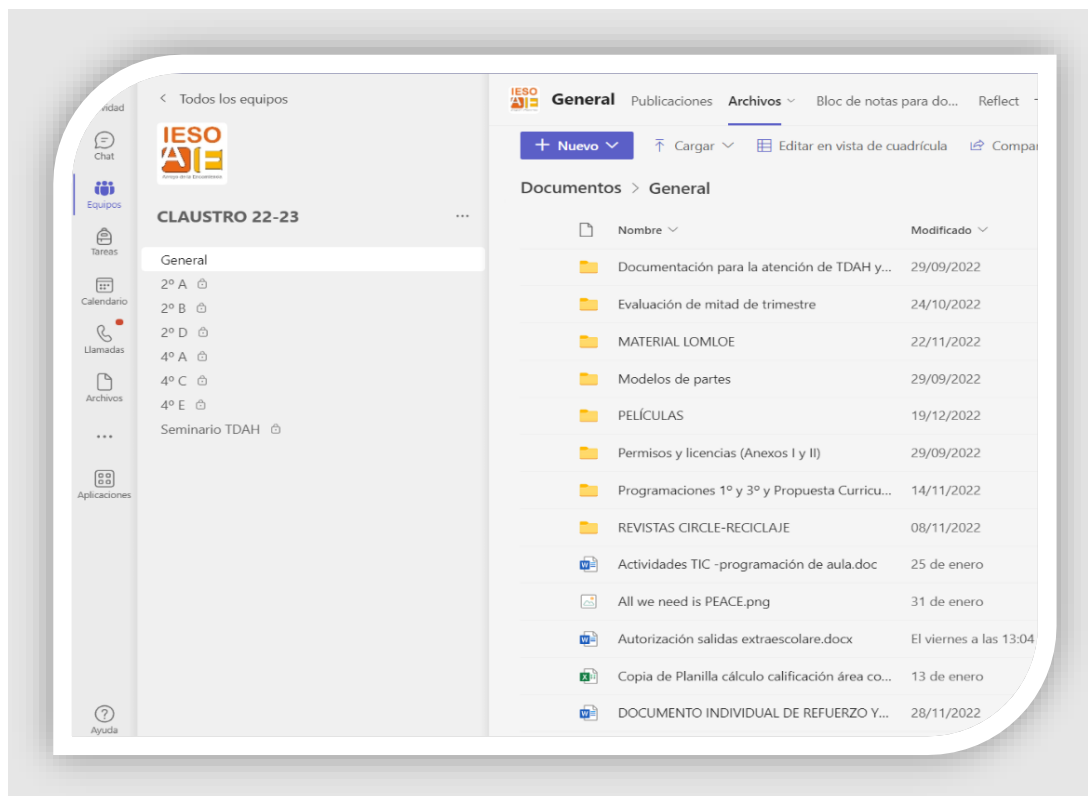 vidad
Chat
Equipos
Tareas
Calendario
Llamadas
Archivos
Aplicaciones
Ayuda
Todos los equipos
IESO
AE
CLAUSTRO 22-23
General
2º A
2º B
2º D
4º A
4º C
4º E
Seminario TDAH
IESO
AE
General Publicaciones Archivos Bloc de notas para do... Reflect
+ Nuevo Cargar Editar en vista de cuadrícula Compar
Documentos > General
Nombre Modificado
Documentación para la atención de TDAH y... 29/09/2022
Evaluación de mitad de trimestre 24/10/2022
MATERIAL LOMLOE 22/11/2022
Modelos de partes 29/09/2022
PELÍCULAS 19/12/2022
Permisos y licencias (Anexos I y II) 29/09/2022
Programaciones 1º y 3º y Propuesta Curricu... 14/11/2022
REVISTAS CIRCLE-RECICLAJE 08/11/2022
Actividades TIC -programación de aula.doc 25 de enero
All we need is PEACE.png 31 de enero
Autorización salidas extraescolare.docx El viernes a las 13:04
Copia de Planilla cálculo calificación área co... 13 de enero
DOCUMENTO INDIVIDUAL DE REFUERZO Y... 28/11/2022